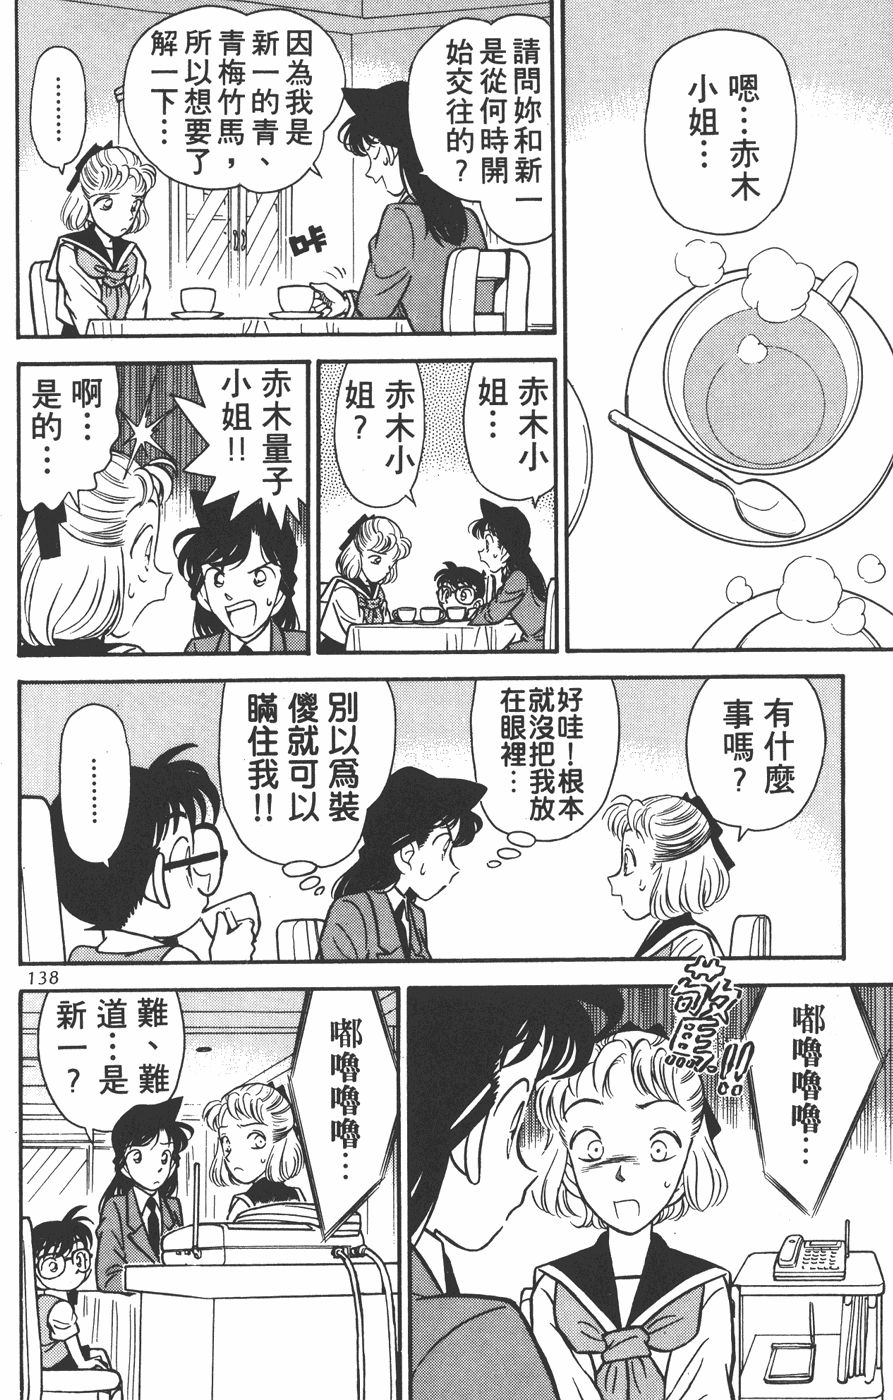 嗯…赤木
小姐…
請問妳和新一
是從何時開
始交往的?
因為我是
新一的青、
青梅竹馬，
所以想要了
解一下…
………
咔
赤木小
姐…
赤木小
姐?
赤木量子
小姐!!
啊…
是的…
有什麼
事嗎?
好哇!根本
就沒把我放
在眼裡…
別以為裝
傻就可以
瞞住我!!
………
138
嘟嚕嚕嚕…
驚!!
嘟嚕嚕嚕…
難、難
道…是
新一?